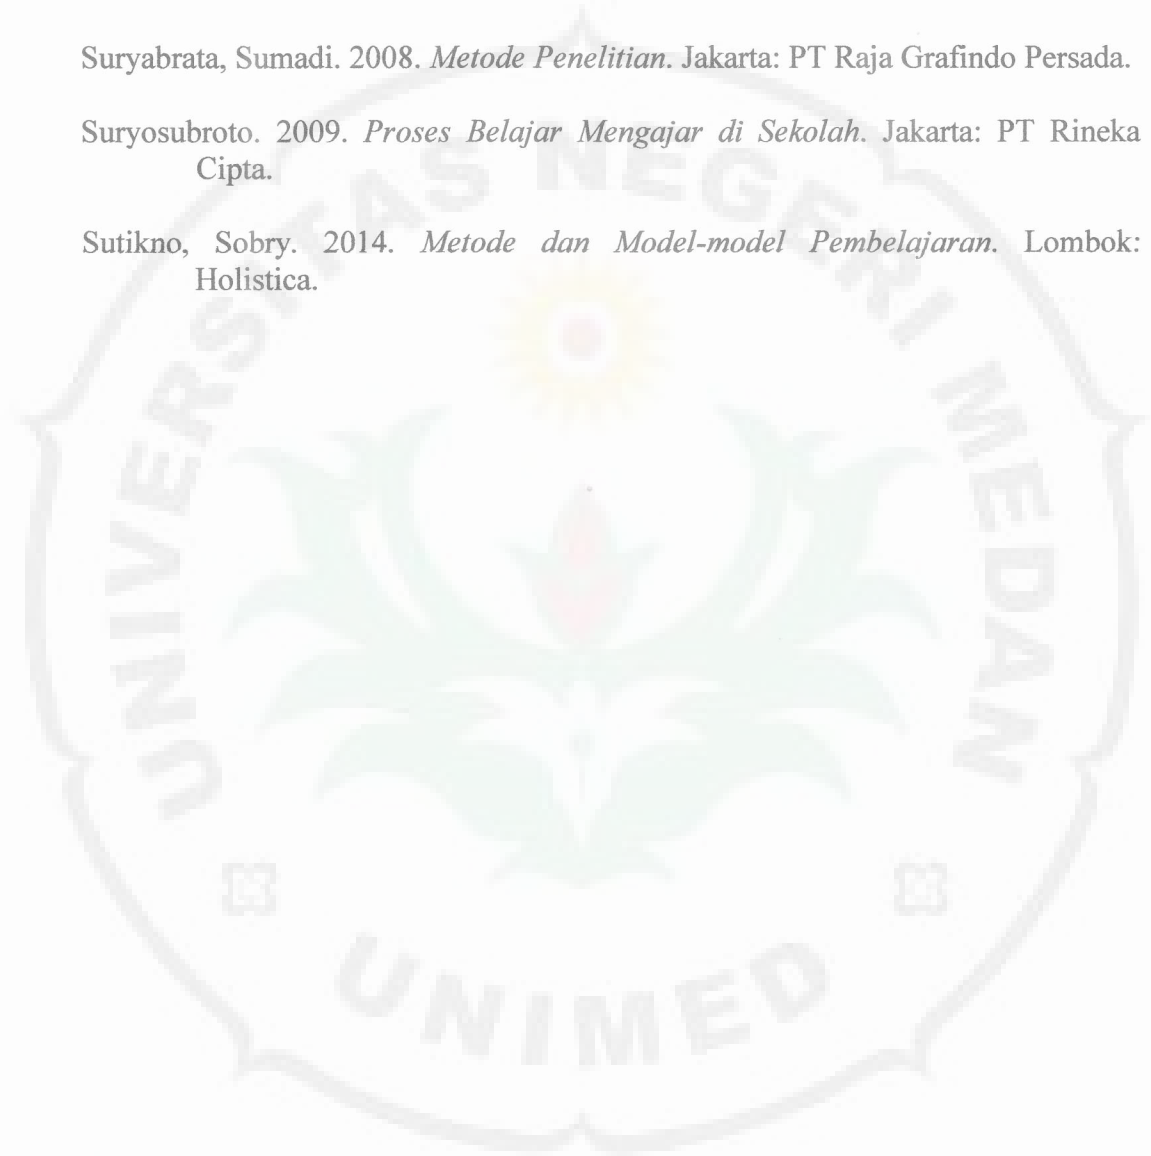 Suryabrata, Sumadi. 2008. Metode Penelitian. Jakarta: PT Raja Grafindo Persada.
Suryosubroto. 2009. Proses Belajar Mengajar di Sekolah. Jakarta: PT Rineka
Cipta.
Sutikno, Sobry. 2014. Metode dan Model-model Pembelajaran. Lombok:
Holistica.
UNIVERSITAS NEGERI MEDAN
UNIMED